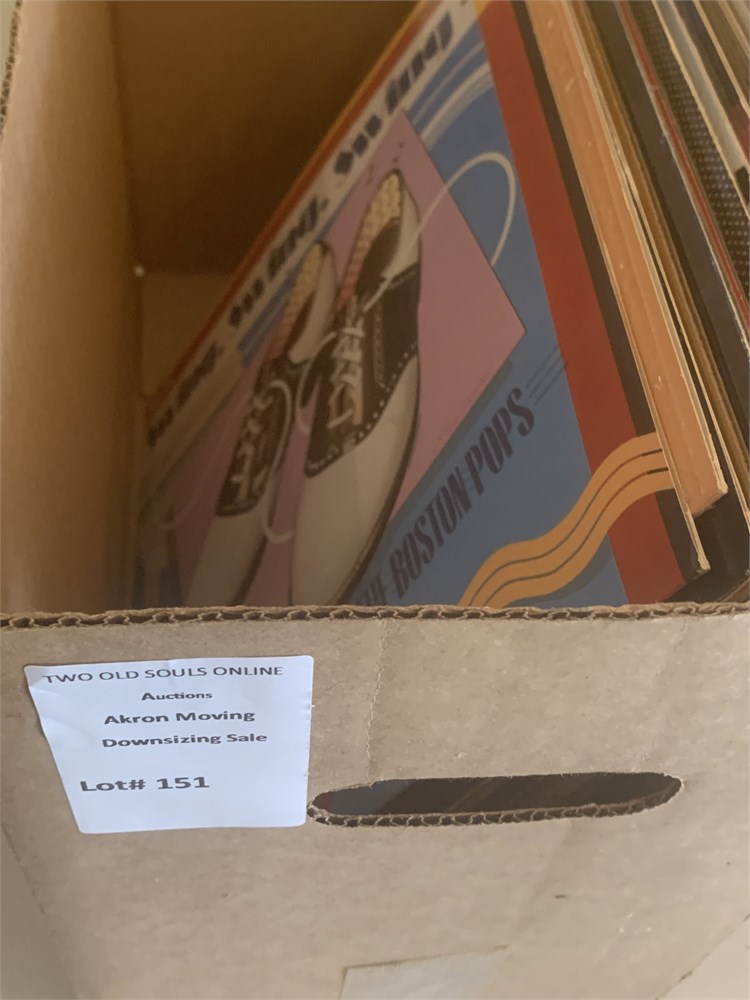 BOSTON POPS
TWO OLD SOULS ONLINE
Auctions
Akron Moving
Downsizing Sale
Lot# 151